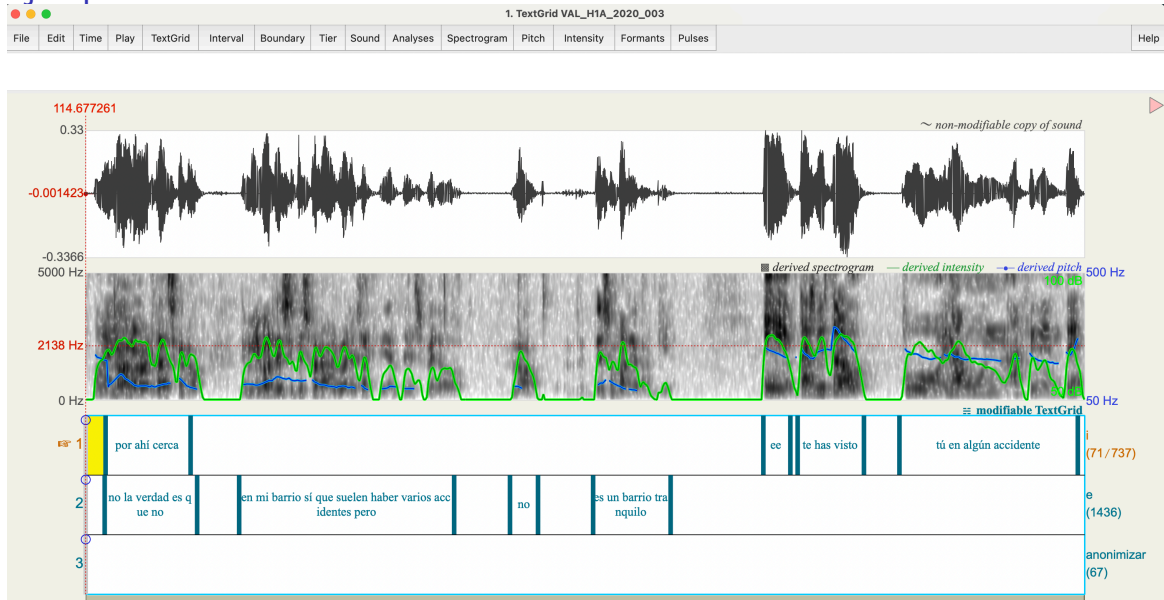 1. TextGrid VAL_H1A_2020_003
File Edit Time Play TextGrid Interval Boundary Tier Sound Analyses Spectrogram Pitch Intensity Formants Pulses Help
114.677261
0.33
~ non-modifiable copy of sound
-0.001423
-0.3366
5000 Hz
derived spectrogram derived intensity derived pitch
500 Hz
100 dB
2138 Hz
0 Hz
50 Hz
modifiable TextGrid
1
por ahí cerca
ee
te has visto
tú en algún accidente
i
(71/737)
2
no la verdad es q
ue no
en mi barrio sí que suelen haber varios acc
identes pero
no
es un barrio tra
nquilo
e
(1436)
3
anonimizar
(67)